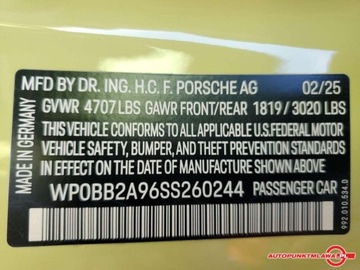 MFD BY DR. ING. H.C. F. PORSCHE AG 02/25
GVWR 4707 LBS GAWR FRONT/REAR 1819 / 3020 LBS
THIS VEHICLE CONFORMS TO ALL APPLICABLE U.S.FEDERAL MOTOR
VEHICLE SAFETY, BUMPER, AND THEFT PREVENTION STANDARDS
IN EFFECT ON THE DATE OF MANUFACTURE SHOWN ABOVE.
WP0BB2A96SS260244 PASSENGER CAR
MADE IN GERMANY
992.010.534.0
AUTOPUNKTMLAWA.PL